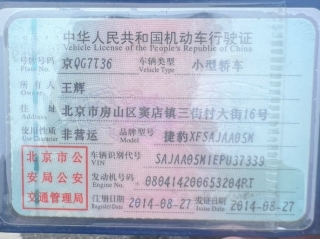 中华人民共和国机动车行驶证
Vehicle License of the People's Republic of China
号牌号码 京QG7T36 车辆类型 小型轿车
Plate No. Vehicle Type
所有人 王辉
住址 北京市房山区窦店镇三街村大街16号
使用性质 非营运 品牌型号 捷豹XFSAJAA05M
北京市公安局公安交通管理局
车辆识别代号 SAJAA05M1EPU37339
VIN
发动机号码 080414200653204RT
Engine No.
注册日期 2014-08-27 发证日期 2014-08-27
Register Date Issue Date